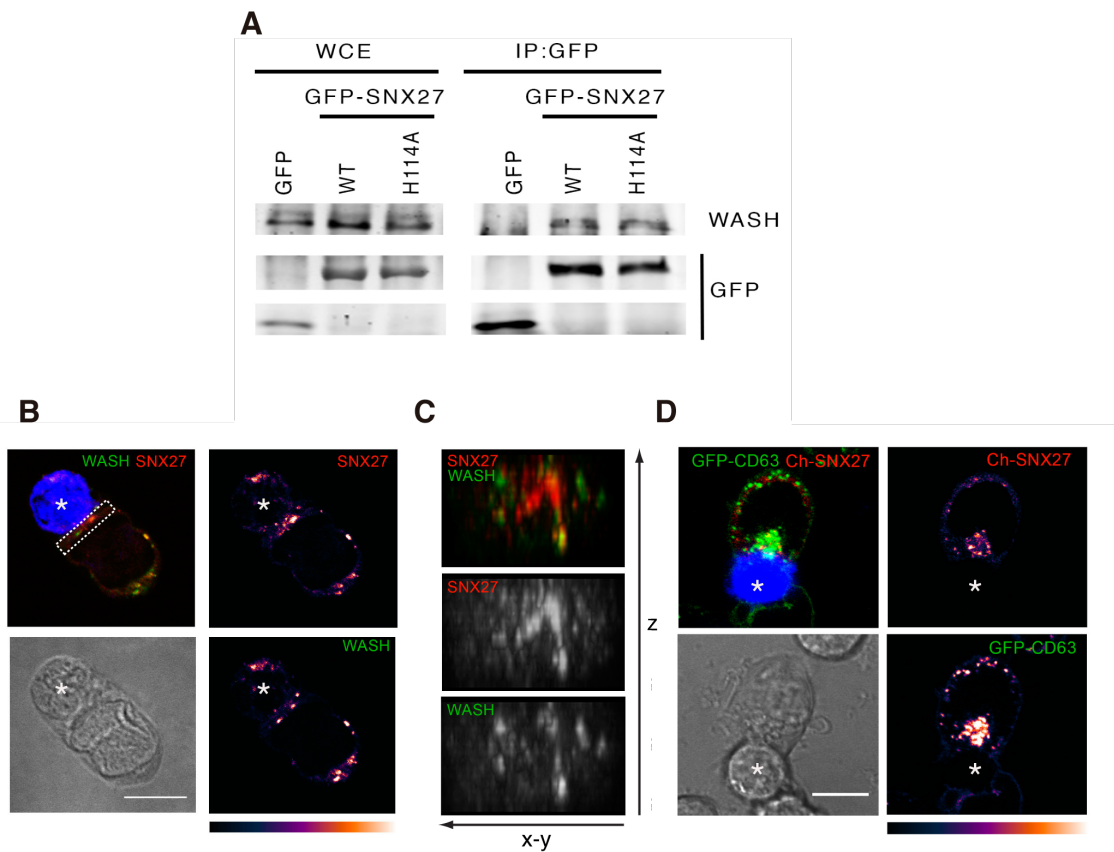 A
WCE IP:GFP
GFP-SNX27 GFP-SNX27
GFP WT H114A GFP WT H114A
WASH
GFP
B C D
WASH SNX27
SNX27
SNX27
WASH
GFP-CD63 Ch-SNX27
Ch-SNX27
*
*
*
*
SNX27
z
WASH
GFP-CD63
*
*
*
*
WASH
x-y